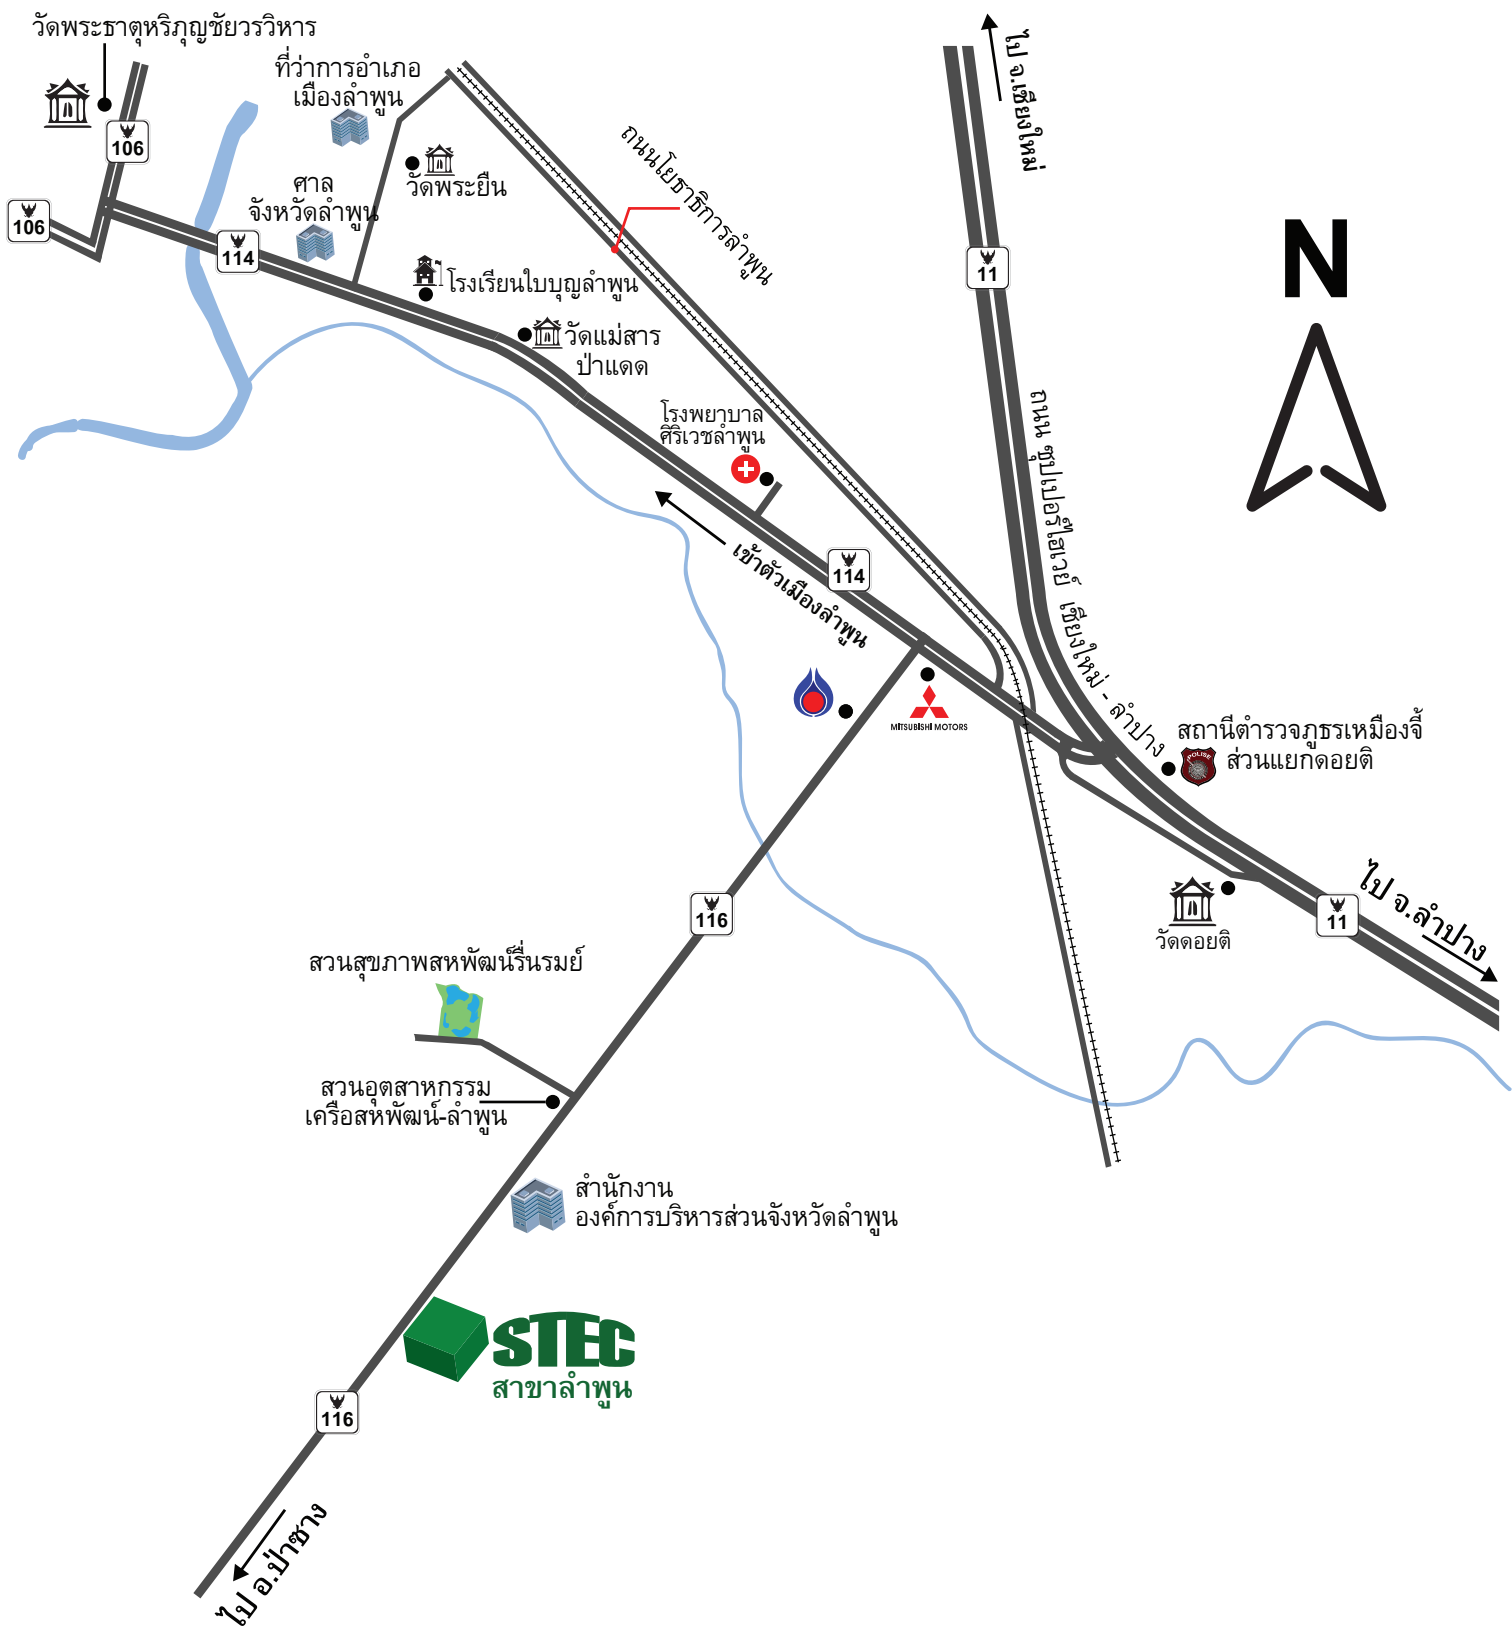 วัดพระธาตุหริภุญชัยวรวิหาร
ที่ว่าการอำเภอ
เมืองลำพูน
106
106
ศาล
จังหวัดลำพูน
114
วัดพระยืน
โรงเรียนใบบุญลำพูน
วัดแม่สาร
ป่าแดด
ถนนโยธาธิการลำพูน
ไป จ.เชียงใหม่
11
N
ถนน ซุปเปอร์ไฮเวย์ เชียงใหม่ - ลำปาง
โรงพยาบาล
ศิริเวชลำพูน
114
เข้าตัวเมืองลำพูน
MITSUBISHI MOTORS
สถานีตำรวจภูธรเหมืองจี้
ส่วนแยกดอยติ
POLISE
วัดดอยติ
11
ไป จ.ลำปาง
116
สวนสุขภาพสหพัฒน์รื่นรมย์
สวนอุตสาหกรรม
เครือสหพัฒน์-ลำพูน
สำนักงาน
องค์การบริหารส่วนจังหวัดลำพูน
STEC
สาขาลำพูน
116
ไป อ.ป่าซาง